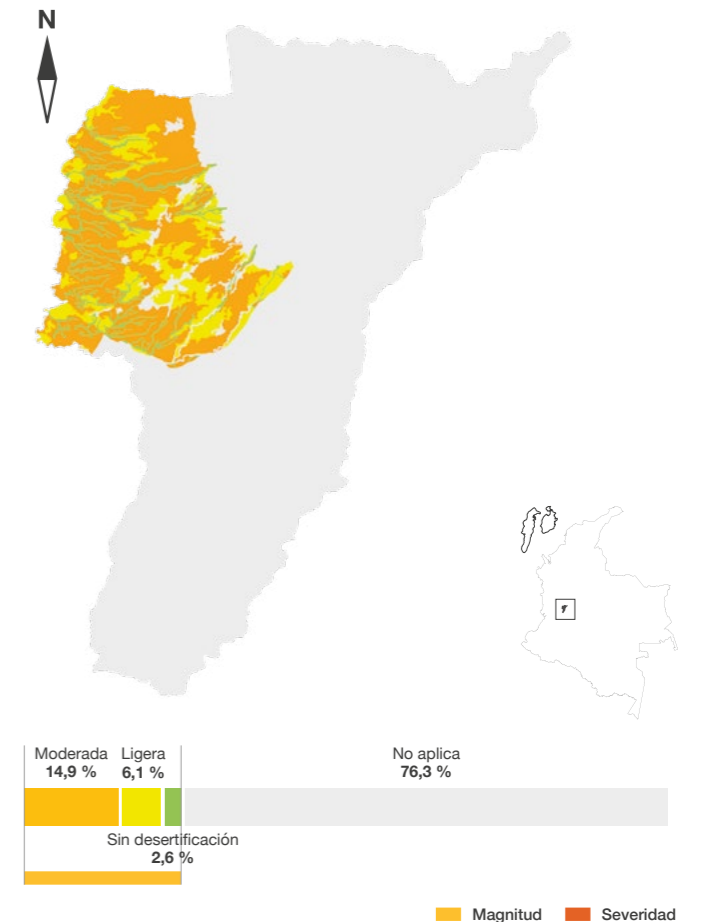 N
Moderada
14,9 %
Ligera
6,1 %
No aplica
76,3 %
Sin desertificación
2,6 %
Magnitud
Severidad